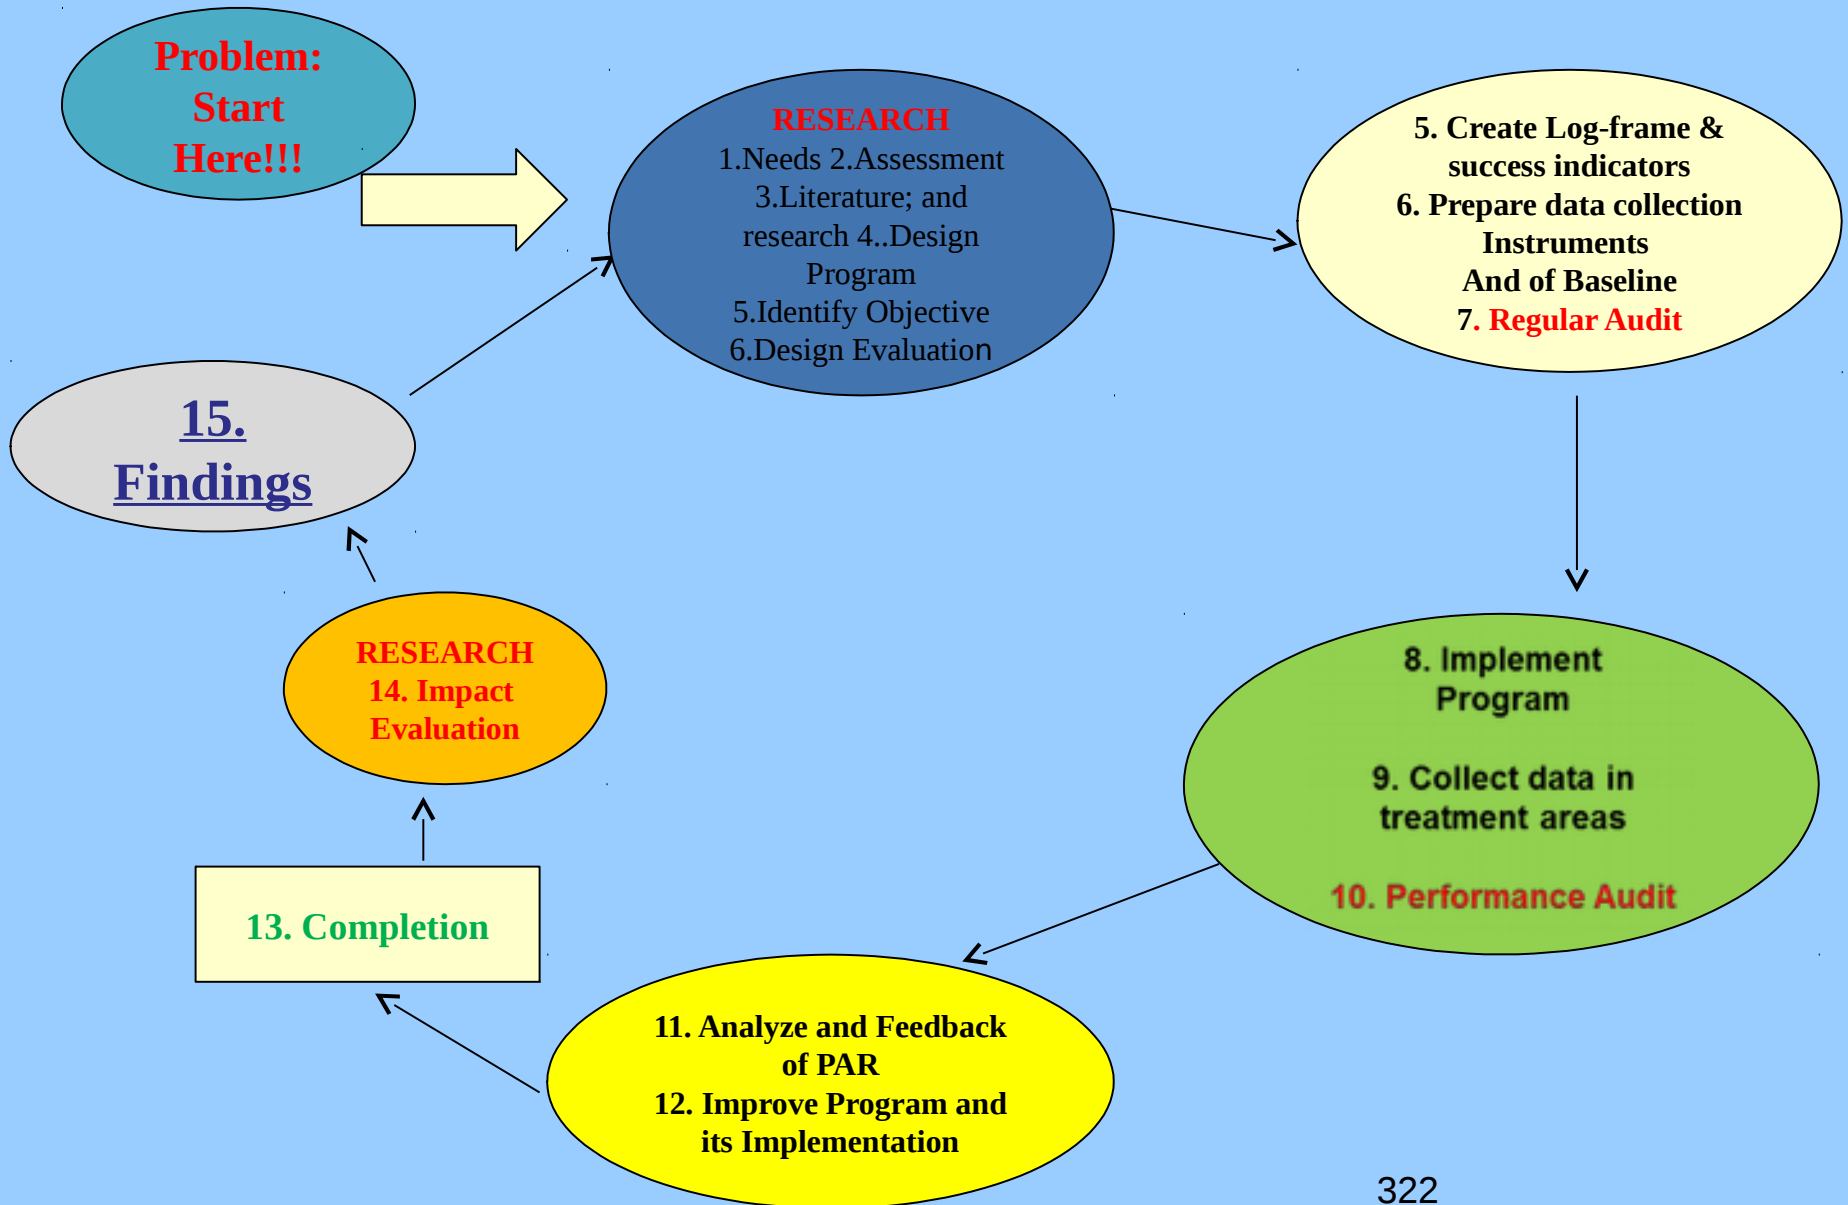 Problem:
Start
Here!!!
RESEARCH
1.Needs 2.Assessment
3.Literature; and
research 4..Design
Program
5.Identify Objective
6.Design Evaluation
5. Create Log-frame &
success indicators
6. Prepare data collection
Instruments
And of Baseline
7. Regular Audit
8. Implement
Program
9. Collect data in
treatment areas
10. Performance Audit
11. Analyze and Feedback
of PAR
12. Improve Program and
its Implementation
13. Completion
RESEARCH
14. Impact
Evaluation
15.
Findings
322